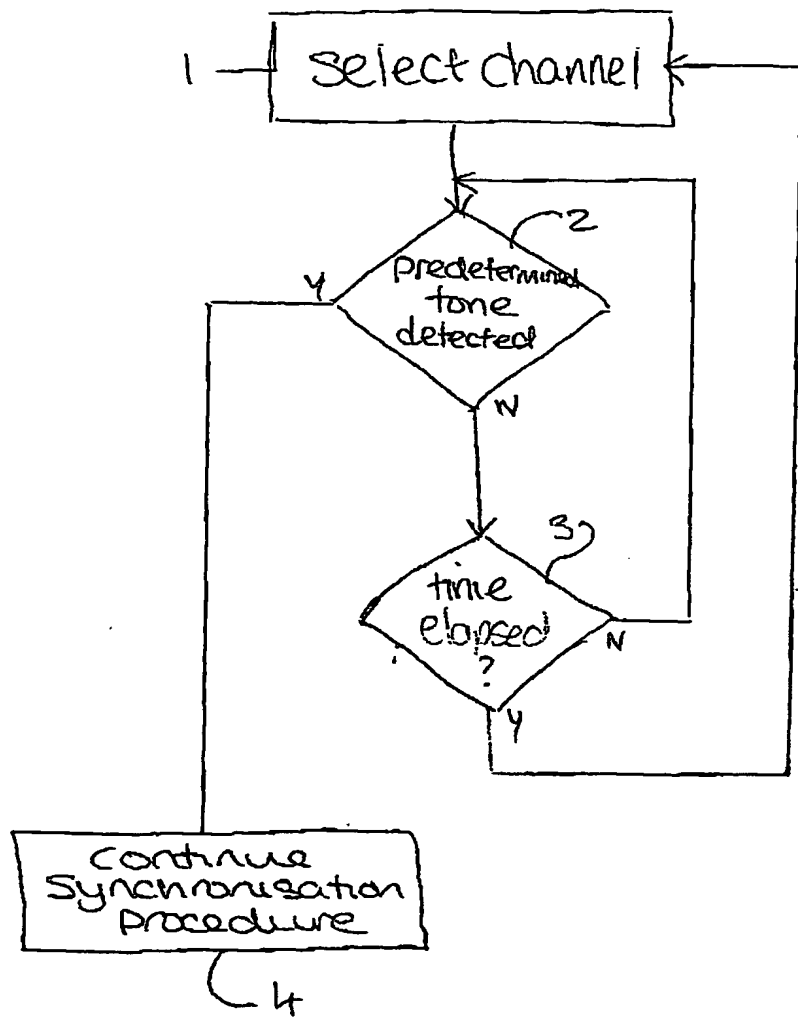 1
Select channel
2
Y
predetermined
tone
detected
N
3
time
elapsed
?
N
Y
Continue
Synchronisation
Procedure
4